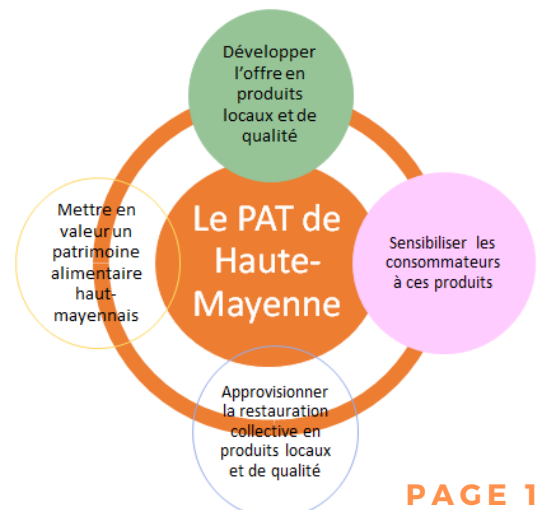 Développer
l'offre en
produits
locaux et de
qualité
Le PAT de
Haute-
Mayenne
Sensibiliser les
consommateurs
à ces produits
Approvisionner
la restauration
collective en
produits locaux
et de qualité
Mettre en
valeur un
patrimoine
alimentaire
haut-
mayennais
PAGE 1